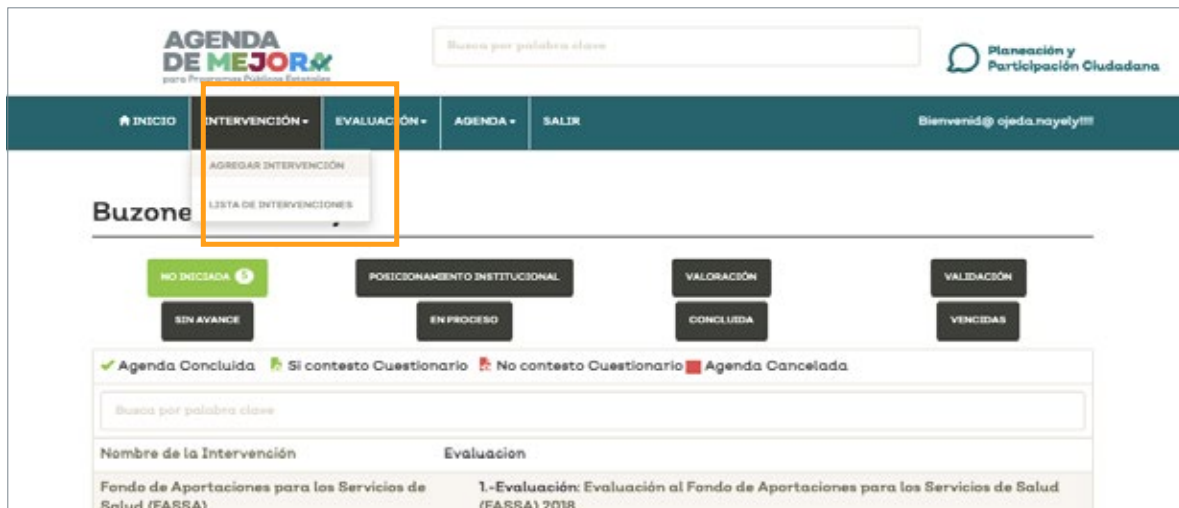 AGENDA
DE MEJORA
para Programas Públicos Estatales
Busca por palabra clave
Planeación y
Participación Ciudadana
INICIO INTERVENCIÓN EVALUACIÓN AGENDA SALIR Bienvenid@ ojeda.nayely!!!!
AGREGAR INTERVENCIÓN
LISTA DE INTERVENCIONES
Buzone
NO INICIADA 5 POSICIONAMIENTO INSTITUCIONAL VALORACIÓN VALIDACIÓN
SIN AVANCE EN PROCESO CONCLUIDA VENCIDAS
Agenda Concluida Si contesto Cuestionario No contesto Cuestionario Agenda Cancelada
Busca por palabra clave
Nombre de la Intervención Evaluacion
Fondo de Aportaciones para los Servicios de 1.-Evaluación: Evaluación al Fondo de Aportaciones para los Servicios de Salud
Salud (FASSA) (FASSA) 2018